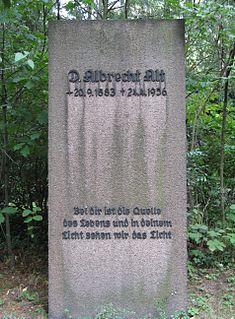 D. Albrecht Alt
*20.9.1883 +24.4.1956
Bei dir ist die Quelle
des Lebens und in deinem
Licht sehen wir das Licht